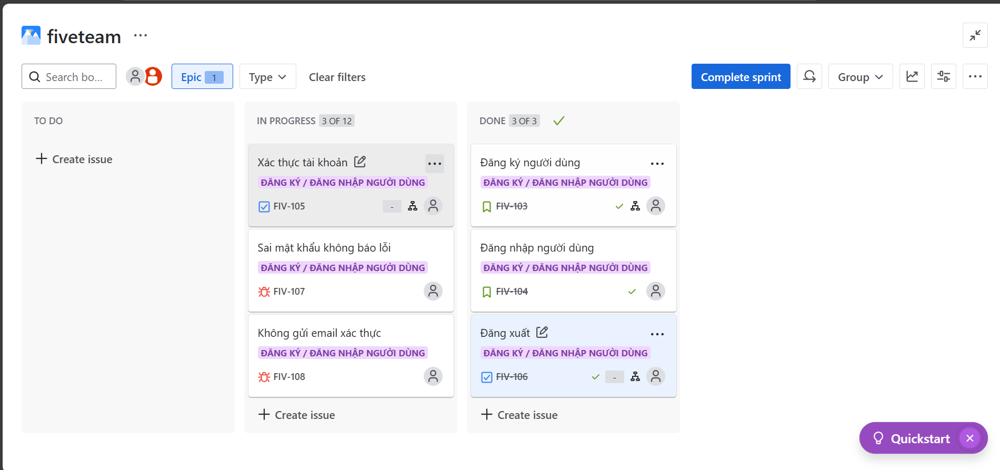 fiveteam
Search bo...
Epic 1
Type
Clear filters
Complete sprint
Group
TO DO
Create issue
IN PROGRESS 3 OF 12
Xác thực tài khoản
ĐĂNG KÝ / ĐĂNG NHẬP NGƯỜI DÙNG
FIV-105
-
Sai mật khẩu không báo lỗi
ĐĂNG KÝ / ĐĂNG NHẬP NGƯỜI DÙNG
FIV-107
Không gửi email xác thực
ĐĂNG KÝ / ĐĂNG NHẬP NGƯỜI DÙNG
FIV-108
Create issue
DONE 3 OF 3
Đăng ký người dùng
ĐĂNG KÝ / ĐĂNG NHẬP NGƯỜI DÙNG
FIV-103
Đăng nhập người dùng
ĐĂNG KÝ / ĐĂNG NHẬP NGƯỜI DÙNG
FIV-104
Đăng xuất
ĐĂNG KÝ / ĐĂNG NHẬP NGƯỜI DÙNG
FIV-106
-
Create issue
Quickstart